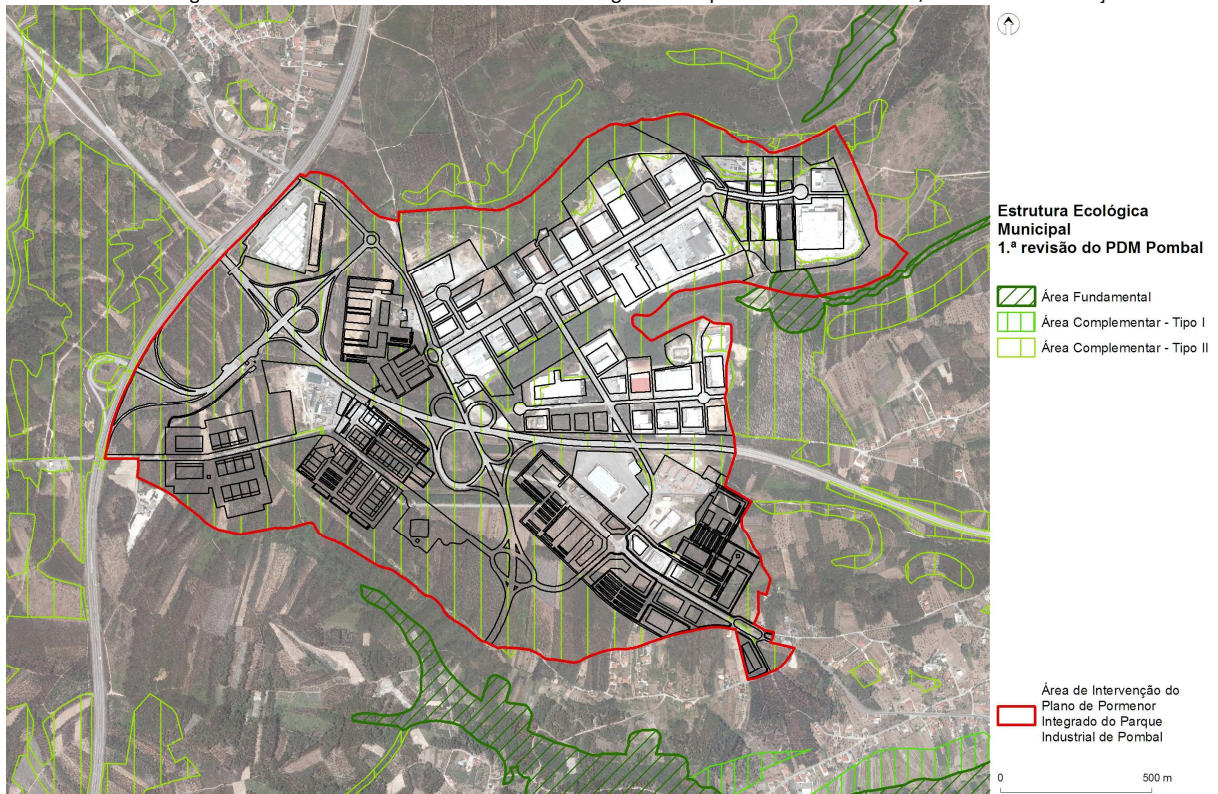 Estrutura Ecológica
Municipal
1.ª revisão do PDM Pombal
Área Fundamental
Área Complementar - Tipo I
Área Complementar - Tipo II
Área de Intervenção do
Plano de Pormenor
Integrado do Parque
Industrial de Pombal
0 500 m